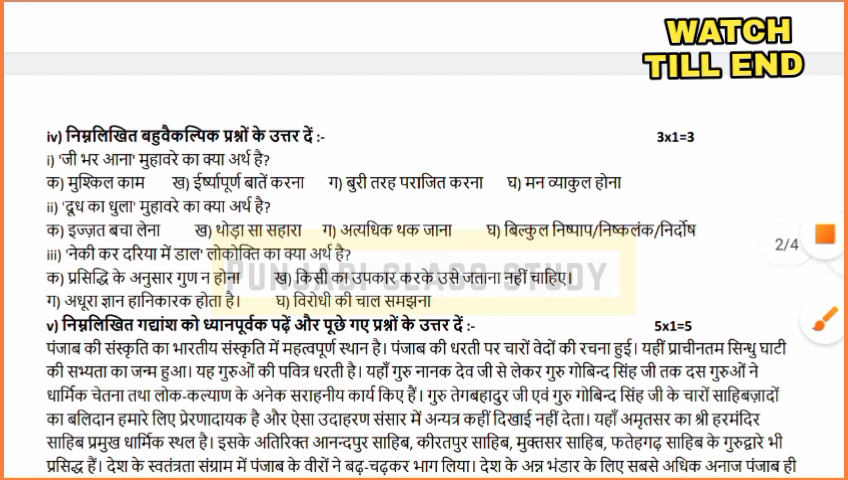 WATCH
TILL END
iv) निम्नलिखित बहुवैकल्पिक प्रश्नों के उत्तर दें :- 3x1=3
i) 'जी भर आना' मुहावरे का क्या अर्थ है?
क) मुश्किल काम ख) ईर्ष्यापूर्ण बातें करना ग) बुरी तरह पराजित करना घ) मन व्याकुल होना
ii) 'दूध का धुला' मुहावरे का क्या अर्थ है?
क) इज्ज़त बचा लेना ख) थोड़ा सा सहारा ग) अत्यधिक थक जाना घ) बिल्कुल निष्पाप/निष्कलंक/निर्दोष
2/4
iii) 'नेकी कर दरिया में डाल' लोकोक्ति का क्या अर्थ है?
क) प्रसिद्धि के अनुसार गुण न होना ख) किसी का उपकार करके उसे जताना नहीं चाहिए।
PUNJABI CLASS STUDY
ग) अधूरा ज्ञान हानिकारक होता है। घ) विरोधी की चाल समझना
v) निम्नलिखित गद्यांश को ध्यानपूर्वक पढ़ें और पूछे गए प्रश्नों के उत्तर दें :- 5x1=5
पंजाब की संस्कृति का भारतीय संस्कृति में महत्वपूर्ण स्थान है। पंजाब की धरती पर चारों वेदों की रचना हुई। यहीं प्राचीनतम सिन्धु घाटी
की सभ्यता का जन्म हुआ। यह गुरुओं की पवित्र धरती है। यहाँ गुरु नानक देव जी से लेकर गुरु गोबिन्द सिंह जी तक दस गुरुओं ने
धार्मिक चेतना तथा लोक-कल्याण के अनेक सराहनीय कार्य किए हैं। गुरु तेगबहादुर जी एवं गुरु गोबिन्द सिंह जी के चारों साहिबज़ादों
का बलिदान हमारे लिए प्रेरणादायक है और ऐसा उदाहरण संसार में अन्यत्र कहीं दिखाई नहीं देता। यहाँ अमृतसर का श्री हरमंदिर
साहिब प्रमुख धार्मिक स्थल है। इसके अतिरिक्त आनन्दपुर साहिब, कीरतपुर साहिब, मुक्तसर साहिब, फतेहगढ़ साहिब के गुरुद्वारे भी
प्रसिद्ध हैं। देश के स्वतंत्रता संग्राम में पंजाब के वीरों ने बढ़-चढ़कर भाग लिया। देश के अन्न भंडार के लिए सबसे अधिक अनाज पंजाब ही